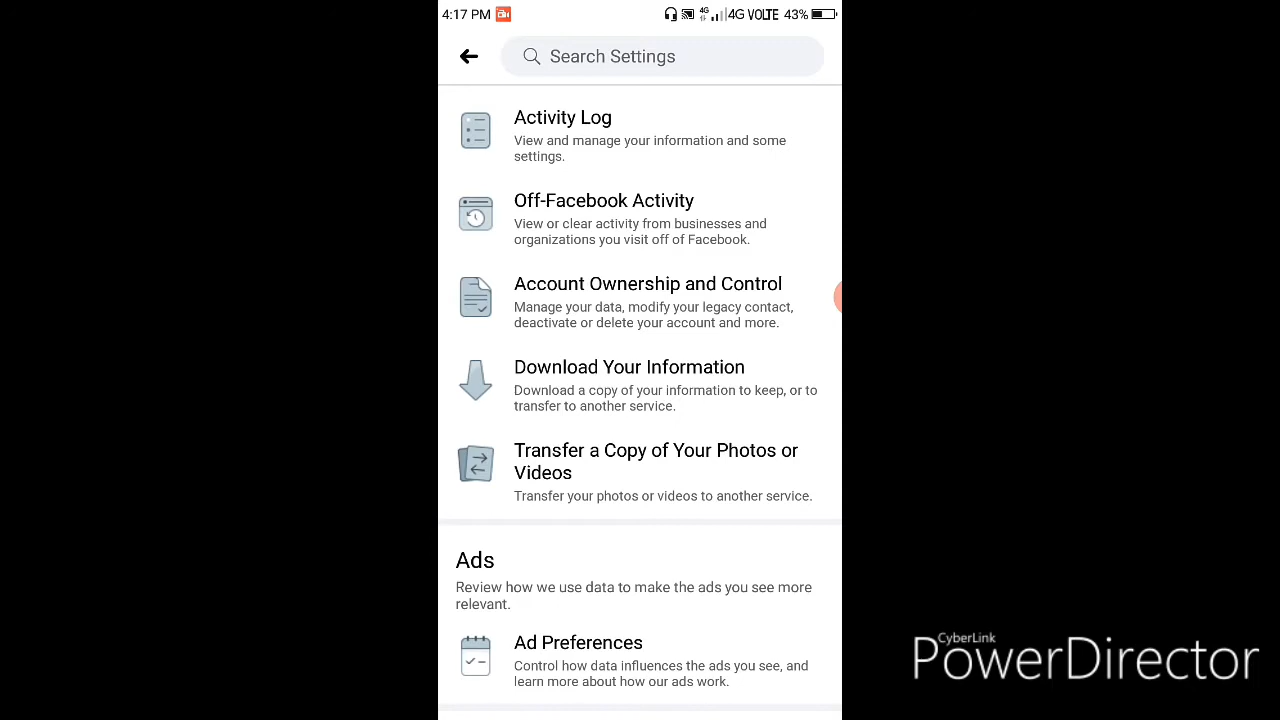 4:17 PM 4G 4G VOLTE 43%
Search Settings
Activity Log
View and manage your information and some
settings.
Off-Facebook Activity
View or clear activity from businesses and
organizations you visit off of Facebook.
Account Ownership and Control
Manage your data, modify your legacy contact,
deactivate or delete your account and more.
Download Your Information
Download a copy of your information to keep, or to
transfer to another service.
Transfer a Copy of Your Photos or
Videos
Transfer your photos or videos to another service.
Ads
Review how we use data to make the ads you see more
relevant.
Ad Preferences
Control how data influences the ads you see, and
learn more about how our ads work.
CyberLink
PowerDirector